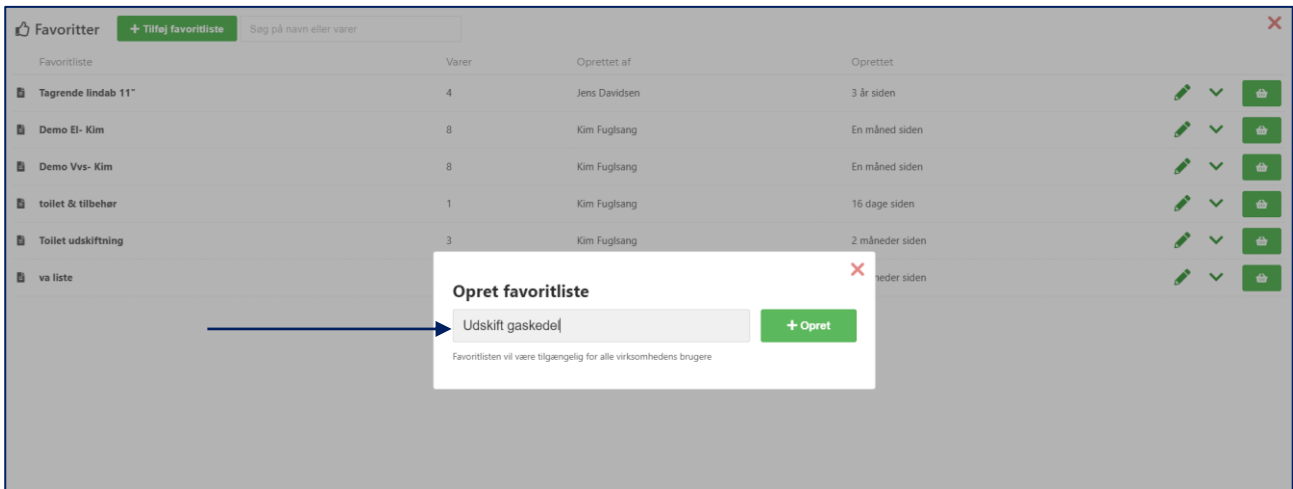 Favoritter + Tilføj favoritliste Søg på navn eller varer
Favoritliste Varer Oprettet af Oprettet
Tagrende lindab 11" 4 Jens Davidsen 3 år siden
Demo El- Kim 8 Kim Fuglsang En måned siden
Demo Vvs- Kim 8 Kim Fuglsang En måned siden
toilet & tilbehør 1 Kim Fuglsang 16 dage siden
Toilet udskiftning 3 Kim Fuglsang 2 måneder siden
va liste neder siden
Opret favoritliste
Udskift gaskedel + Opret
Favoritlisten vil være tilgængelig for alle virksomhedens brugere